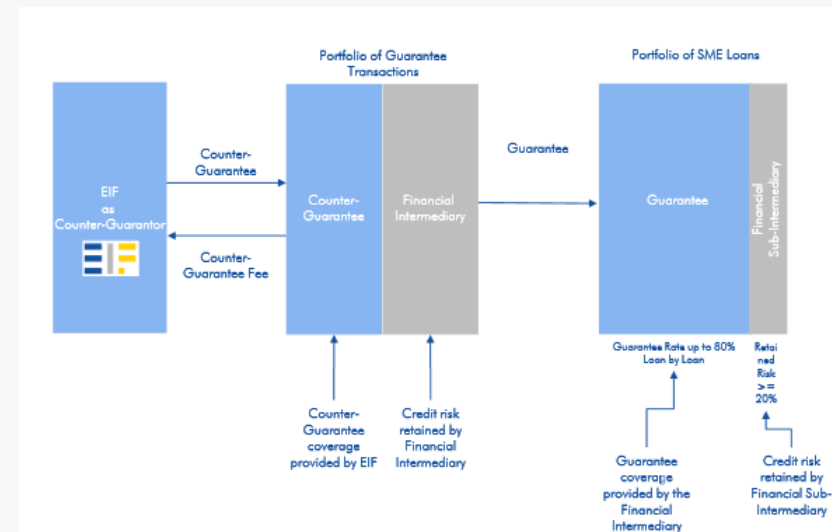 Portfolio of Guarantee
Transactions
Portfolio of SME Loans
EIF
as
Counter-Guarantor
Counter-
Guarantee
Counter-
Guarantee Fee
Counter-
Guarantee
Financial
Intermediary
Guarantee
Guarantee
Financial
Sub-Intermediary
Guarantee Rate up to 80%
Loan by Loan
Retai
ned
Risk
> =
20%
Counter-
Guarantee
coverage
provided by EIF
Credit risk
retained by
Financial
Intermediary
Guarantee
coverage
provided by the
Financial
Intermediary
Credit risk
retained by
Financial Sub-
Intermediary